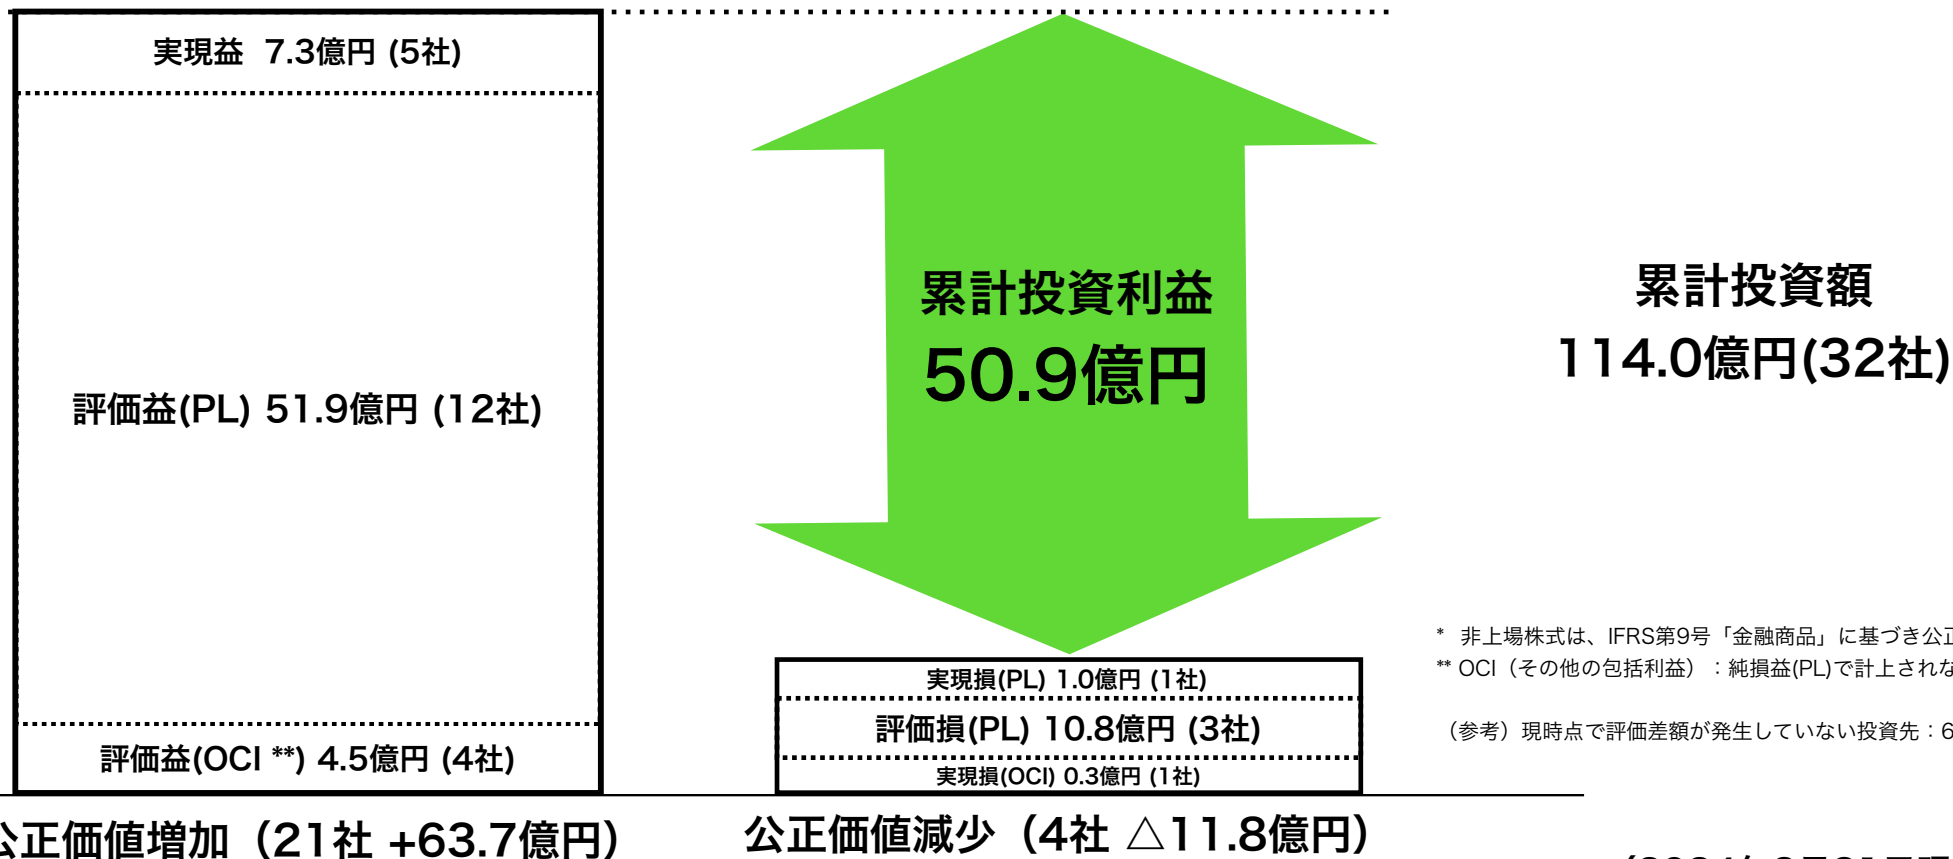 実現益 7.3億円 (5社)
評価益(PL) 51.9億円 (12社)
評価益(OCI **) 4.5億円 (4社)
公正価値増加（21社 +63.7億円）
累計投資利益
50.9億円
実現損(PL) 1.0億円 (1社)
評価損(PL) 10.8億円 (3社)
実現損(OCI) 0.3億円 (1社)
公正価値減少（4社 △11.8億円）
累計投資額
114.0億円(32社)
* 非上場株式は、IFRS第9号「金融商品」に基づき公正
** OCI（その他の包括利益）：純損益(PL)で計上されな
（参考）現時点で評価差額が発生していない投資先：6